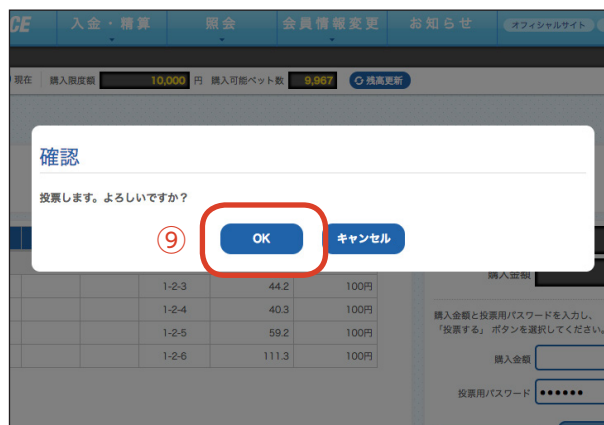 CE 入金・精算 照会 会員情報変更 お知らせ オフィシャルサイト
現在 購入限度額 10,000 円 購入可能ベット数 9,967 残高更新
確認
投票します。よろしいですか？
⑨ OK キャンセル
購入金額
1-2-3 44.2 100円
1-2-4 40.3 100円
1-2-5 59.2 100円
1-2-6 111.3 100円
購入金額と投票用パスワードを入力し、
「投票する」 ボタンを選択してください。
購入金額
投票用パスワード ●●●●●●